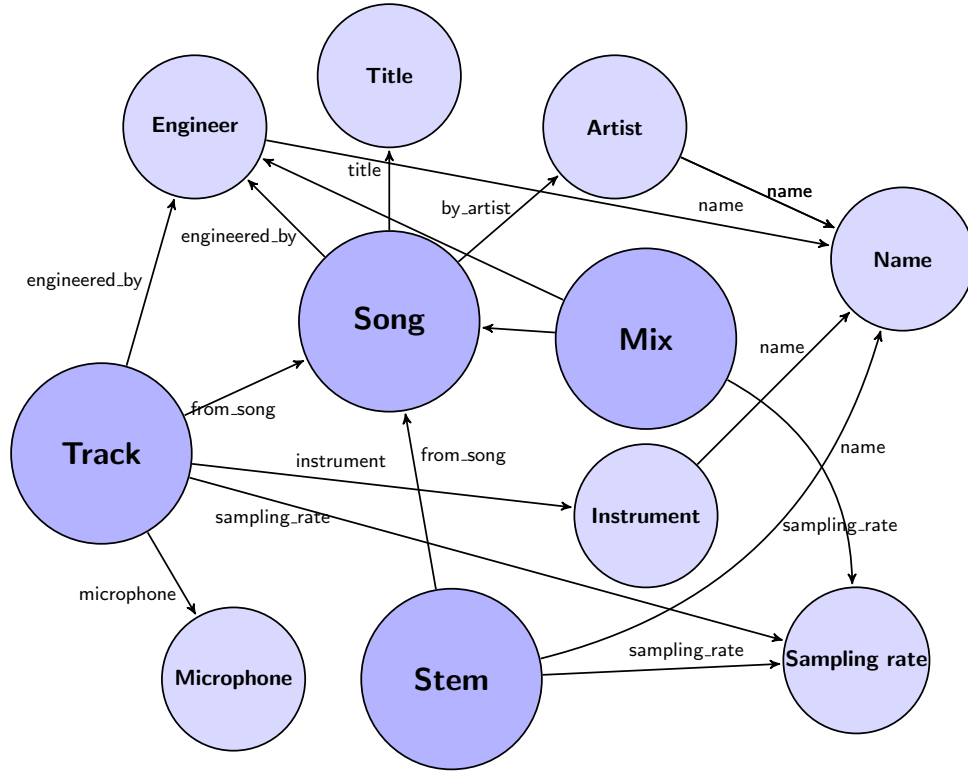 Title
Engineer
Artist
title
name
by_artist
name
engineered_by
Name
engineered_by
Song
Mix
name
from_song
Track
instrument
from_song
name
sampling_rate
Instrument
sampling_rate
microphone
sampling_rate
Microphone
Stem
Sampling rate